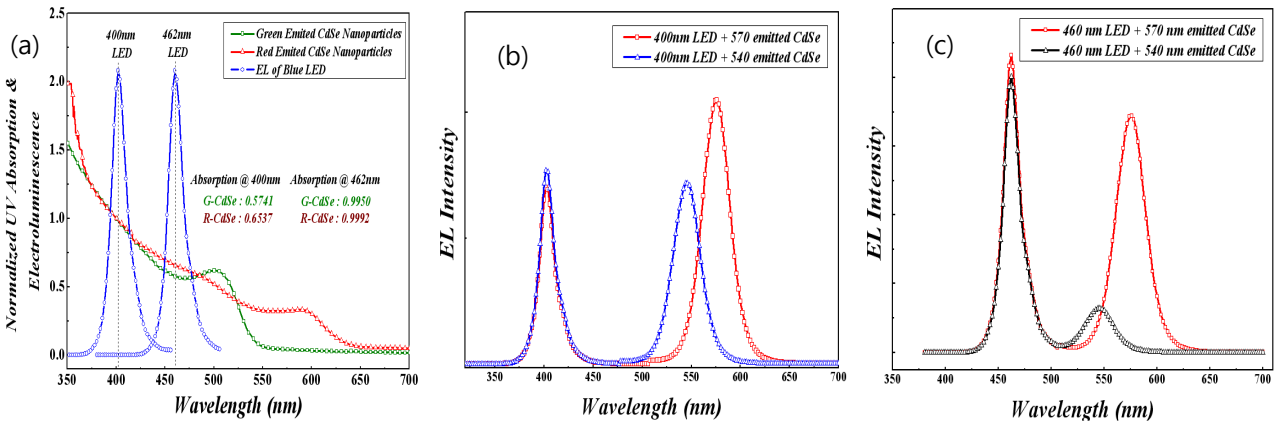 (a)
Normalized UV Absorption &
Electroluminescence
2.5
2.0
1.5
1.0
0.5
0.0
400nm
LED
462nm
LED
Green Emited CdSe Nanoparticles
Red Emited CdSe Nanoparticles
EL of Blue LED
Absorption @ 400nm
G-CdSe : 0.5741
R-CdSe : 0.6537
Absorption @ 462nm
G-CdSe : 0.9950
R-CdSe : 0.9992
350 400 450 500 550 600 650 700
Wavelength (nm)
(b)
EL Intensity
400nm LED + 570 emitted CdSe
400nm LED + 540 emitted CdSe
350 400 450 500 550 600 650 700
Wavelength (nm)
(c)
EL Intensity
460 nm LED + 570 nm emitted CdSe
460 nm LED + 540 nm emitted CdSe
350 400 450 500 550 600 650 700
Wavelength (nm)